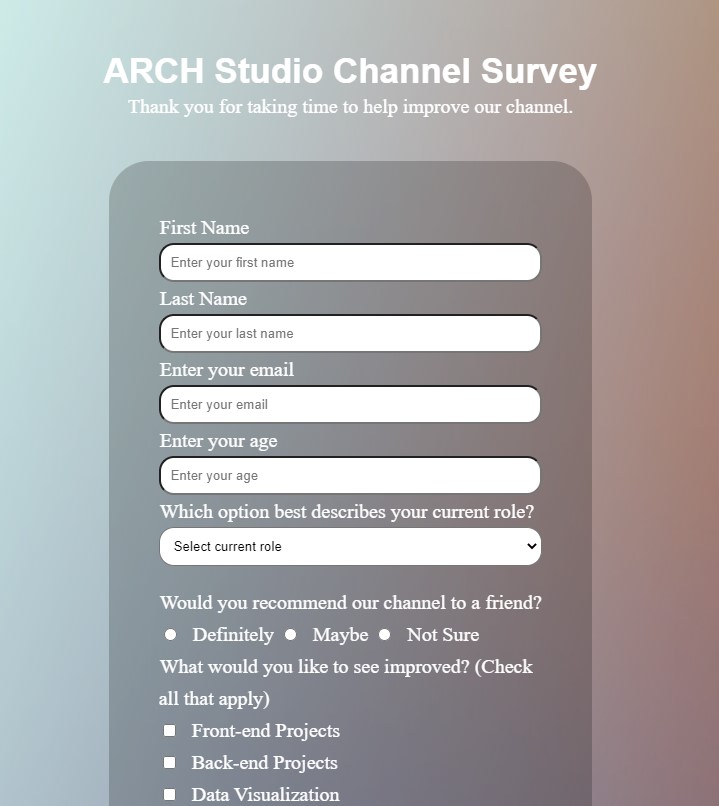 ARCH Studio Channel Survey
Thank you for taking time to help improve our channel.
First Name
Enter your first name
Last Name
Enter your last name
Enter your email
Enter your email
Enter your age
Enter your age
Which option best describes your current role?
Select current role
Would you recommend our channel to a friend?
Definitely Maybe Not Sure
What would you like to see improved? (Check
all that apply)
Front-end Projects
Back-end Projects
Data Visualization